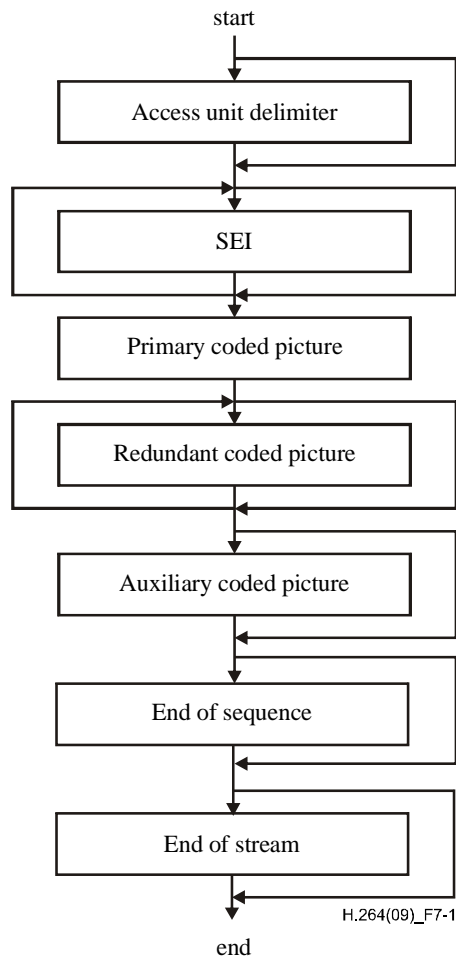 start
Access unit delimiter
SEI
Primary coded picture
Redundant coded picture
Auxiliary coded picture
End of sequence
End of stream
H.264(09)_F7-1
end